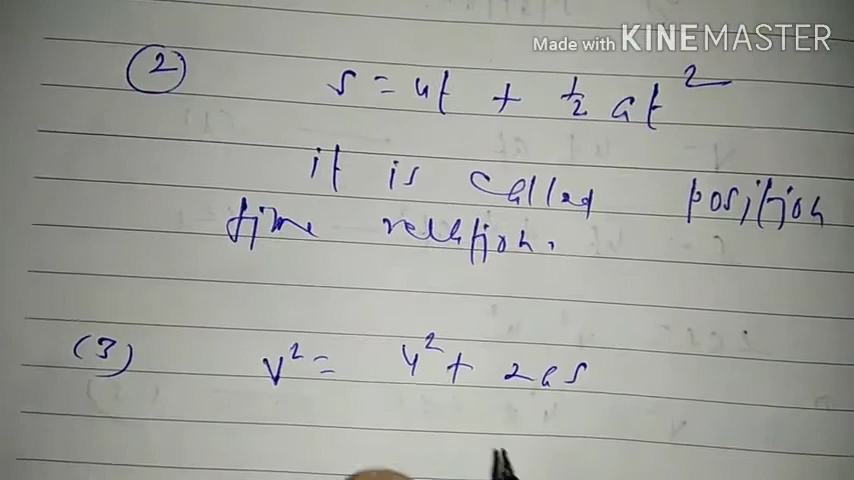 Made with KINEMASTER
2 s = ut + 1/2 at²
it is called position
time relation.
(3) v² = u² + 2as